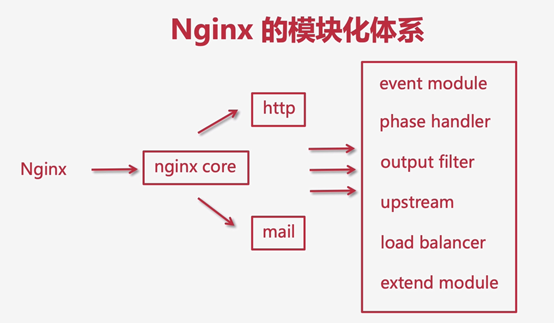 Nginx 的模块化体系
Nginx
nginx core
http
mail
event module
phase handler
output filter
upstream
load balancer
extend module